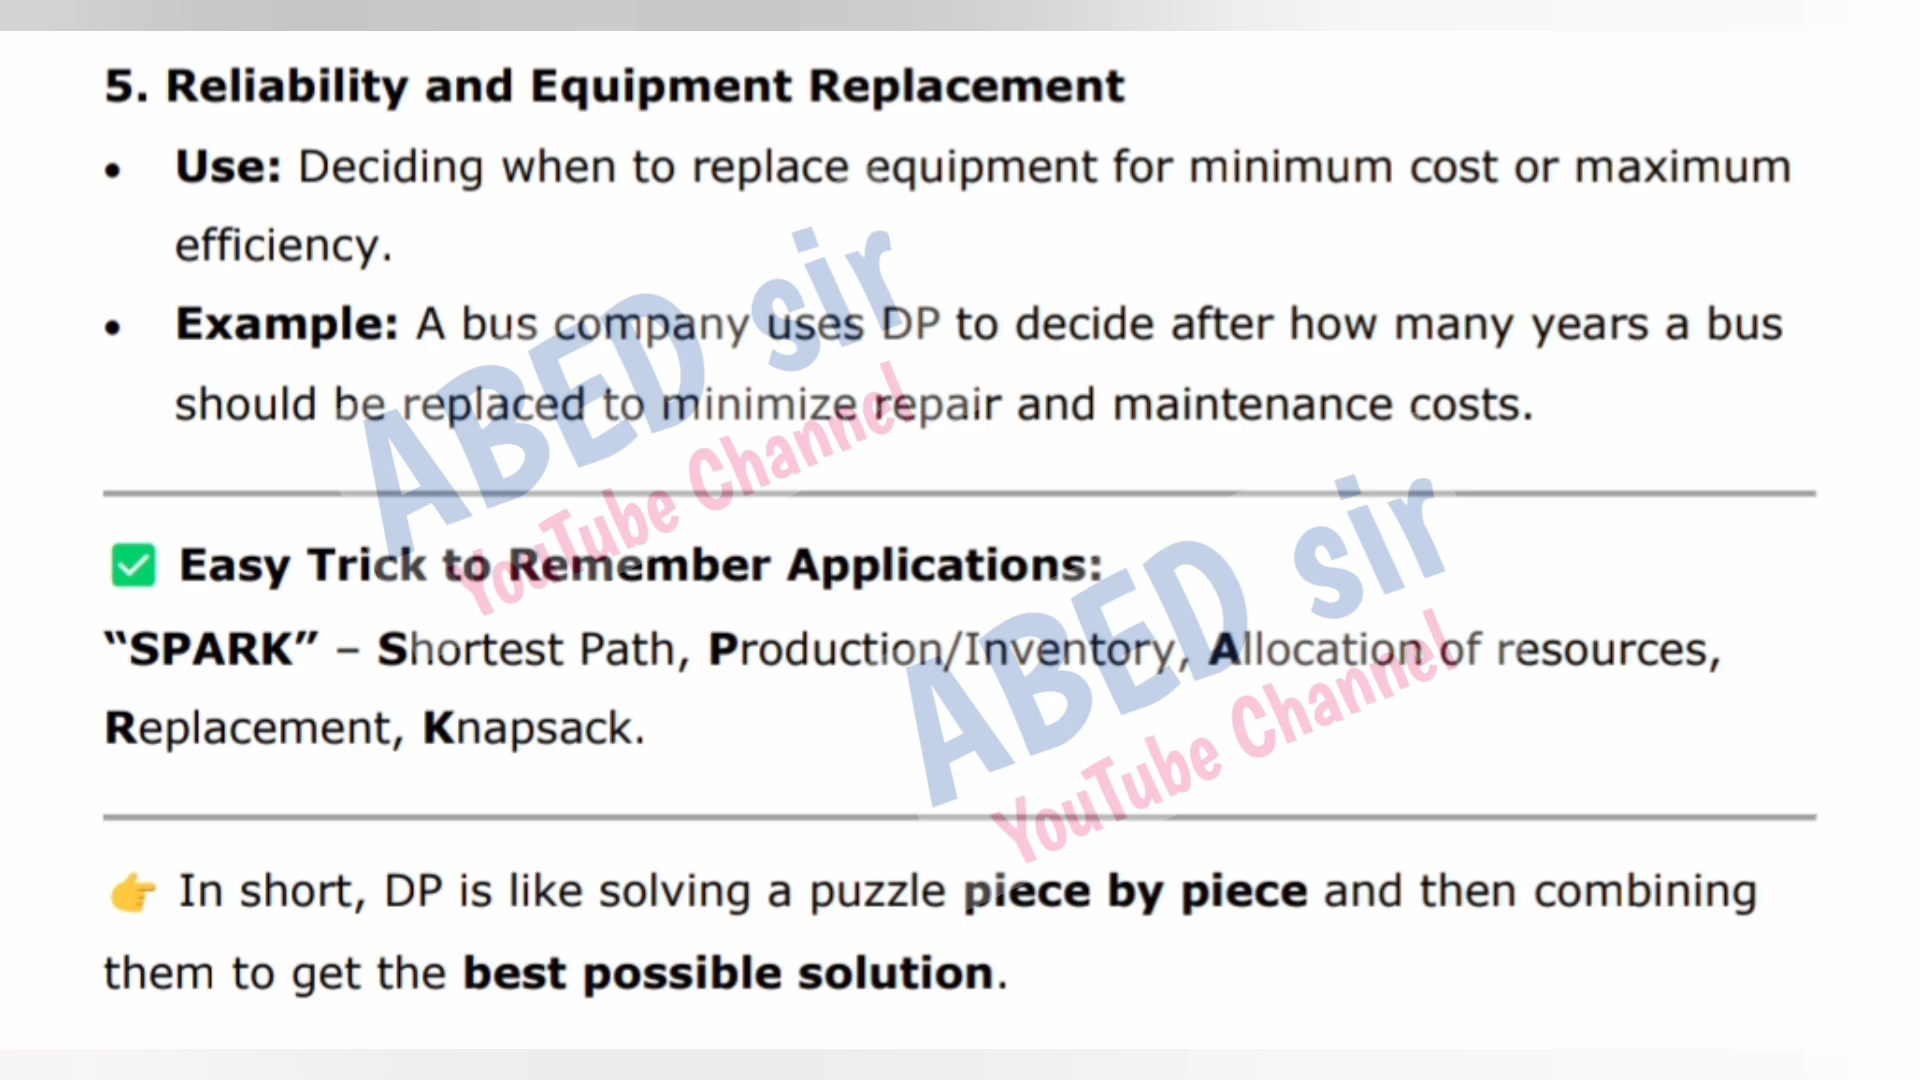 5. Reliability and Equipment Replacement
• Use: Deciding when to replace equipment for minimum cost or maximum
efficiency.
• Example: A bus company uses DP to decide after how many years a bus
should be replaced to minimize repair and maintenance costs.
✅ Easy Trick to Remember Applications:
“SPARK” – Shortest Path, Production/Inventory, Allocation of resources,
Replacement, Knapsack.
👉 In short, DP is like solving a puzzle piece by piece and then combining
them to get the best possible solution.
ABED sir
YouTube Channel
ABED sir
YouTube Channel